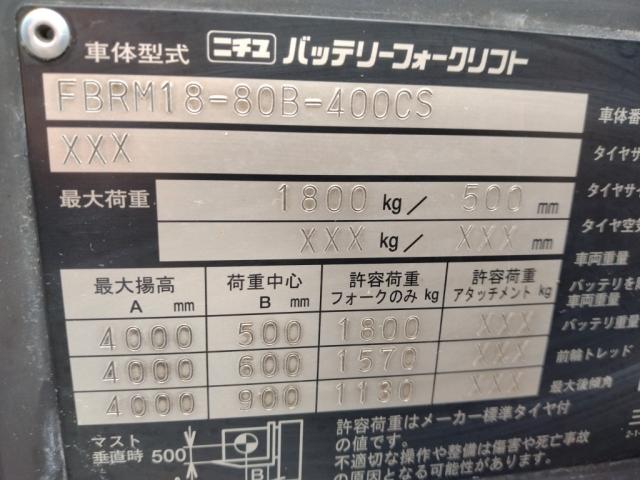 車体型式 ニチユ バッテリーフォークリフト
FBRM18-80B-400CS
XXX
最大荷重 1800 kg/ 500 mm
XXX kg/ XXX mm
最大揚高 A mm 荷重中心 B mm 許容荷重 フォークのみ kg 許容荷重 アタッチメント kg
4000 500 1800 XXX
4000 600 1570 XXX
4000 900 1130 XXX
マスト
垂直時 500
B
許容荷重はメーカー標準タイヤ付
の値です。
不適切な操作や整備は傷害や死亡事故
の原因となる可能性があります。
車体番
タイヤサ
タイヤサ
タイヤ空気
車両重量
車両重量
バッテリ重量
前輪トレッド
最大後傾角